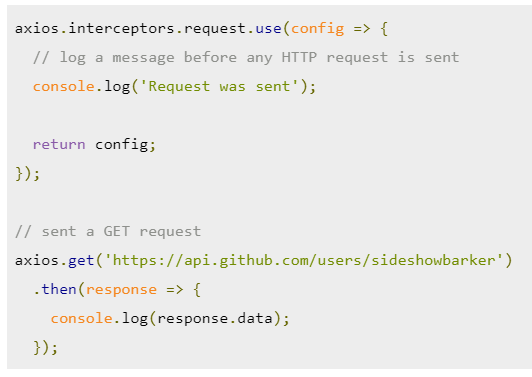 axios.interceptors.request.use(config => {
  // log a message before any HTTP request is sent
  console.log('Request was sent');

  return config;
});

// sent a GET request
axios.get('https://api.github.com/users/sideshowbarker')
  .then(response => {
    console.log(response.data);
  });